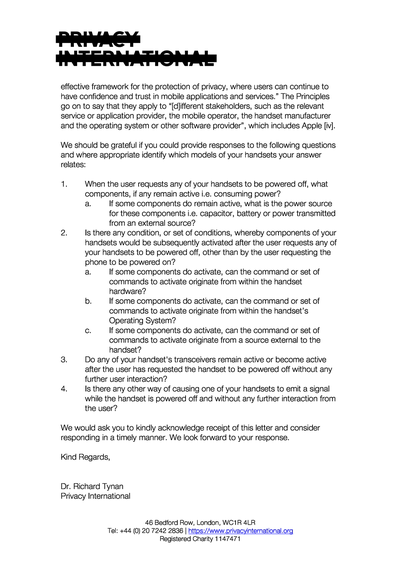 PRIVACY
INTERNATIONAL
effective framework for the protection of privacy, where users can continue to
have confidence and trust in mobile applications and services.” The Principles
go on to say that they apply to “[d]ifferent stakeholders, such as the relevant
service or application provider, the mobile operator, the handset manufacturer
and the operating system or other software provider”, which includes Apple [iv].
We should be grateful if you could provide responses to the following questions
and where appropriate identify which models of your handsets your answer
relates:
1. When the user requests any of your handsets to be powered off, what
components, if any remain active i.e. consuming power?
a. If some components do remain active, what is the power source
for these components i.e. capacitor, battery or power transmitted
from an external source?
2. Is there any condition, or set of conditions, whereby components of your
handsets would be subsequently activated after the user requests any of
your handsets to be powered off, other than by the user requesting the
phone to be powered on?
a. If some components do activate, can the command or set of
commands to activate originate from within the handset
hardware?
b. If some components do activate, can the command or set of
commands to activate originate from within the handset's
Operating System?
c. If some components do activate, can the command or set of
commands to activate originate from a source external to the
handset?
3. Do any of your handset's transceivers remain active or become active
after the user has requested the handset to be powered off without any
further user interaction?
4. Is there any other way of causing one of your handsets to emit a signal
while the handset is powered off and without any further interaction from
the user?
We would ask you to kindly acknowledge receipt of this letter and consider
responding in a timely manner. We look forward to your response.
Kind Regards,
Dr. Richard Tynan
Privacy International
46 Bedford Row, London, WC1R 4LR
Tel: +44 (0) 20 7242 2836 | https://www.privacyinternational.org
Registered Charity 1147471